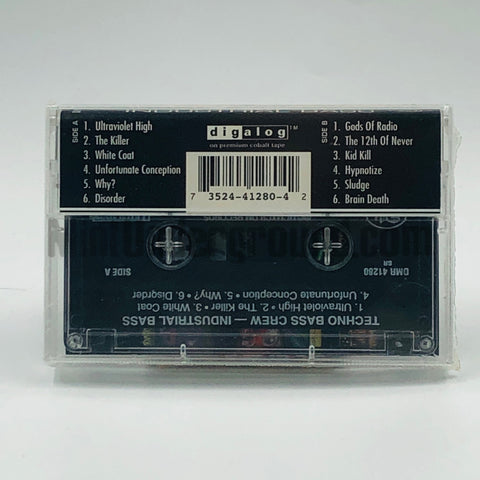 SIDE A
1. Ultraviolet High
2. The Killer
3. White Coat
4. Unfortunate Conception
5. Why?
6. Disorder
digalog™
on premium cobalt tape
7 3524-41280-4 2
SIDE B
1. Gods Of Radio
2. The 12th Of Never
3. Kid Kill
4. Hypnotize
5. Sludge
6. Brain Death
TECHNO BASS CREW — INDUSTRIAL BASS
1. Ultraviolet High • 2. The Killer • 3. White Coat
4. Unfortunate Conception • 5. Why? • 6. Disorder
SIDE A
DMR 41280
SR